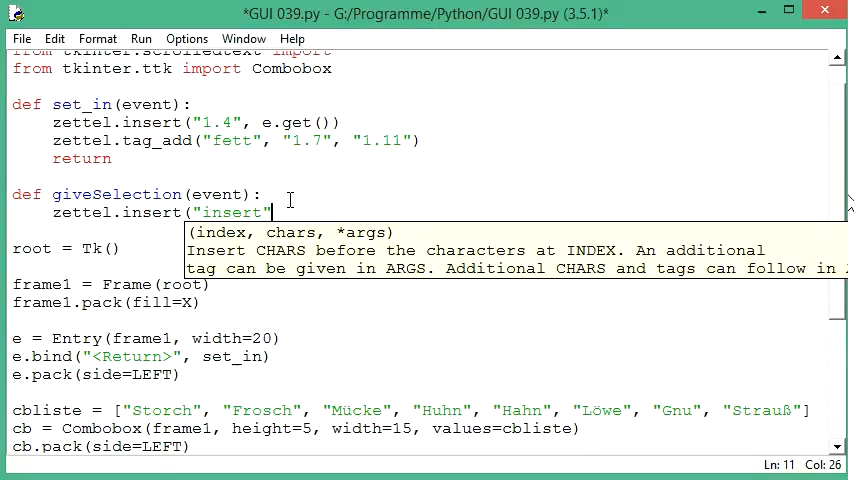 *GUI 039.py - G:/Programme/Python/GUI 039.py (3.5.1)*
File Edit Format Run Options Window Help
from tkinter.scrolledtext import
from tkinter.ttk import Combobox
def set_in(event):
zettel.insert("1.4", e.get())
zettel.tag_add("fett", "1.7", "1.11")
return
def giveSelection(event):
zettel.insert("insert"
(index, chars, *args)
Insert CHARS before the characters at INDEX. An additional
tag can be given in ARGS. Additional CHARS and tags can follow in
root = Tk()
frame1 = Frame(root)
frame1.pack(fill=X)
e = Entry(frame1, width=20)
e.bind("<Return>", set_in)
e.pack(side=LEFT)
cbliste = ["Storch", "Frosch", "Mücke", "Huhn", "Hahn", "Löwe", "Gnu", "Strauß"]
cb = Combobox(frame1, height=5, width=15, values=cbliste)
cb.pack(side=LEFT)
Ln: 11 Col: 26